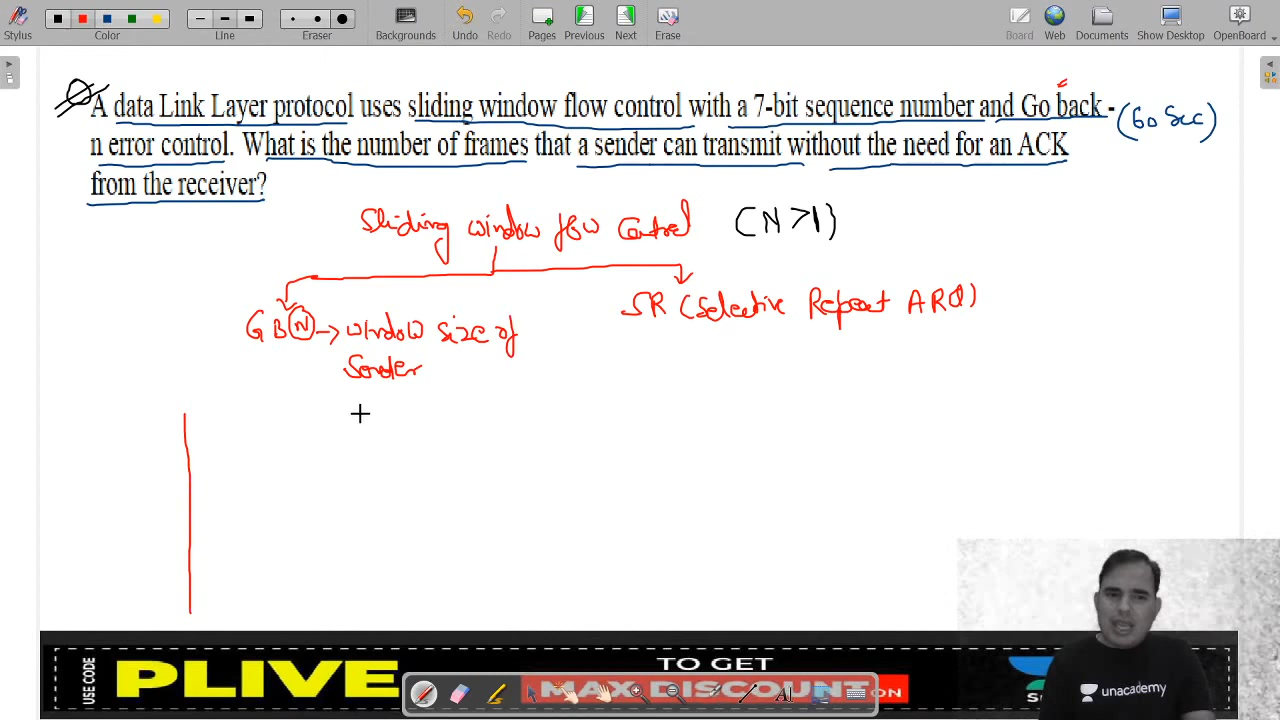 Stylus Color Line Eraser Backgrounds Undo Redo Pages Previous Next Erase Board Web Documents Show Desktop OpenBoard
A data Link Layer protocol uses sliding window flow control with a 7-bit sequence number and Go back -
(60 Sec)
n error control. What is the number of frames that a sender can transmit without the need for an ACK
from the receiver?
Sliding window flow Control (N>1)
SR (Selective Repeat ARQ)
GBN → window size of
Sender
USE CODE PLIVE TO GET
MAX DISCOUNT ON
unacademy